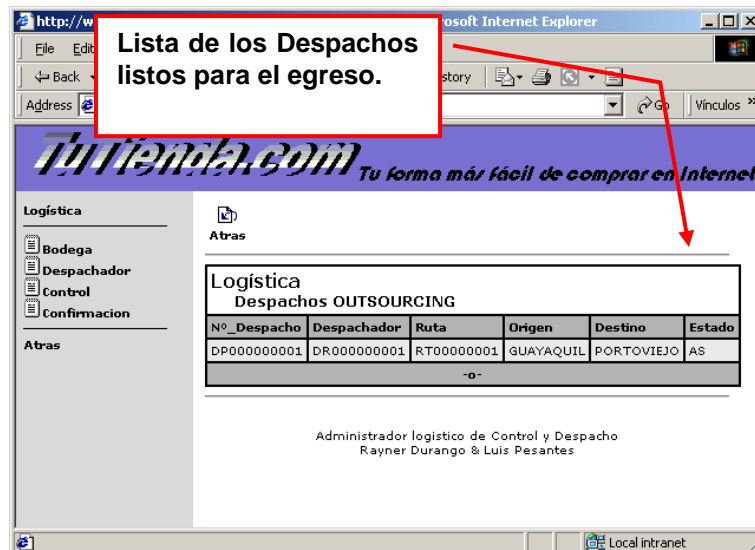 http://w
rosoft Internet Explorer
Lista de los Despachos
listos para el egreso.
File Edit
Back
story
Address
Go
Vínculos »
TuTienda.com
Tu forma más fácil de comprar en Internet
Logística
Bodega
Despachador
Control
Confirmacion
Atras
Atras
Logística
Despachos OUTSOURCING
Nº_Despacho Despachador Ruta Origen Destino Estado
DP000000001 DR000000001 RT00000001 GUAYAQUIL PORTOVIEJO AS
-o-
Administrador logistico de Control y Despacho
Rayner Durango & Luis Pesantes
Local intranet